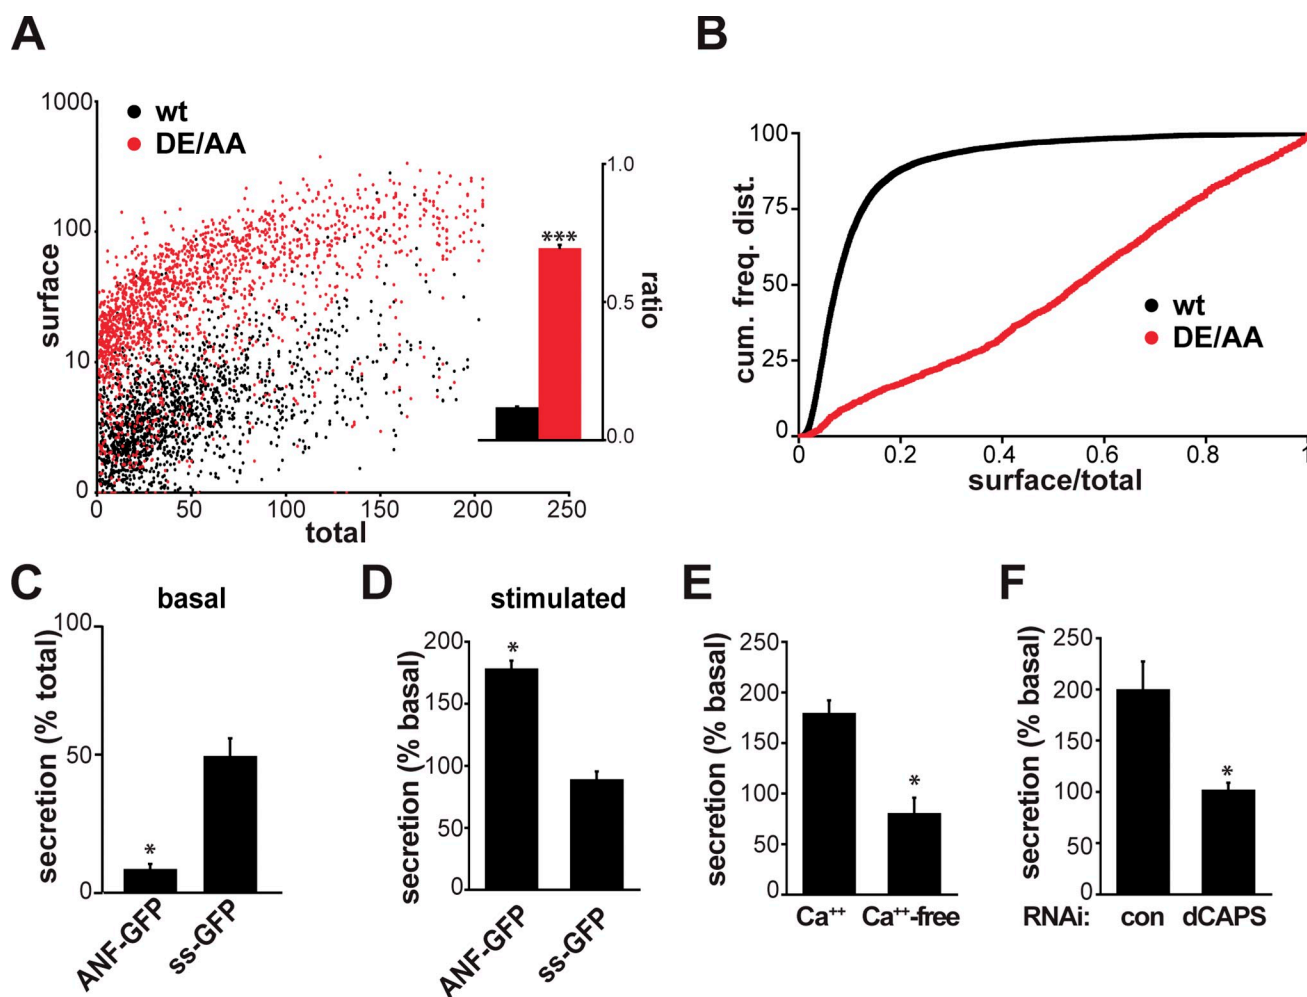 A
1000
100
10
0
surface
wt
DE/AA
0
50
100
150
200
250
total
***
1.0
0.5
0.0
ratio
B
100
75
50
25
0
cum. freq. dist.
wt
DE/AA
0
0.2
0.4
0.6
0.8
1
surface/total
C
basal
100
50
0
secretion (% total)
*
ANF-GFP
ss-GFP
D
stimulated
200
150
100
50
0
secretion (% basal)
*
ANF-GFP
ss-GFP
E
250
200
150
100
50
0
secretion (% basal)
*
Ca⁺⁺
Ca⁺⁺-free
F
250
200
150
100
50
0
secretion (% basal)
*
RNAi:
con
dCAPS